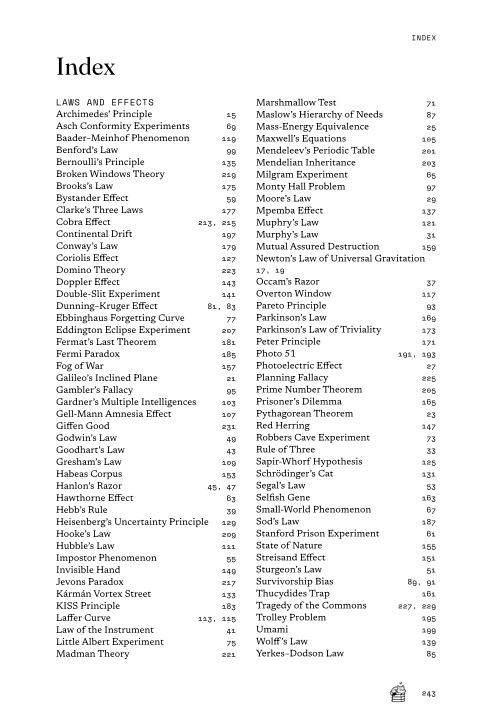 INDEX
Index
LAWS AND EFFECTS
Archimedes' Principle 15
Asch Conformity Experiments 69
Baader–Meinhof Phenomenon 119
Benford's Law 99
Bernoulli's Principle 135
Broken Windows Theory 219
Brooks's Law 175
Bystander Effect 59
Clarke's Three Laws 177
Cobra Effect 213, 215
Continental Drift 197
Conway's Law 179
Coriolis Effect 127
Domino Theory 223
Doppler Effect 143
Double-Slit Experiment 141
Dunning–Kruger Effect 81, 83
Ebbinghaus Forgetting Curve 77
Eddington Eclipse Experiment 207
Fermat's Last Theorem 181
Fermi Paradox 185
Fog of War 157
Galileo's Inclined Plane 21
Gambler's Fallacy 95
Gardner's Multiple Intelligences 103
Gell-Mann Amnesia Effect 107
Giffen Good 231
Godwin's Law 49
Goodhart's Law 43
Gresham's Law 109
Habeas Corpus 153
Hanlon's Razor 45, 47
Hawthorne Effect 63
Hebb's Rule 39
Heisenberg's Uncertainty Principle 129
Hooke's Law 209
Hubble's Law 111
Impostor Phenomenon 55
Invisible Hand 149
Jevons Paradox 217
Kármán Vortex Street 133
KISS Principle 183
Laffer Curve 113, 115
Law of the Instrument 41
Little Albert Experiment 75
Madman Theory 221
Marshmallow Test 71
Maslow's Hierarchy of Needs 87
Mass-Energy Equivalence 25
Maxwell's Equations 105
Mendeleev's Periodic Table 201
Mendelian Inheritance 203
Milgram Experiment 65
Monty Hall Problem 97
Moore's Law 29
Mpemba Effect 137
Muphry's Law 121
Murphy's Law 31
Mutual Assured Destruction 159
Newton's Law of Universal Gravitation
17, 19
Occam's Razor 37
Overton Window 117
Pareto Principle 93
Parkinson's Law 169
Parkinson's Law of Triviality 173
Peter Principle 171
Photo 51 191, 193
Photoelectric Effect 27
Planning Fallacy 225
Prime Number Theorem 205
Prisoner's Dilemma 165
Pythagorean Theorem 23
Red Herring 147
Robbers Cave Experiment 73
Rule of Three 33
Sapir-Whorf Hypothesis 125
Schrödinger's Cat 131
Segal's Law 53
Selfish Gene 163
Small-World Phenomenon 67
Sod's Law 187
Stanford Prison Experiment 61
State of Nature 155
Streisand Effect 151
Sturgeon's Law 51
Survivorship Bias 89, 91
Thucydides Trap 161
Tragedy of the Commons 227, 229
Trolley Problem 195
Umami 199
Wolff's Law 139
Yerkes–Dodson Law 85
243